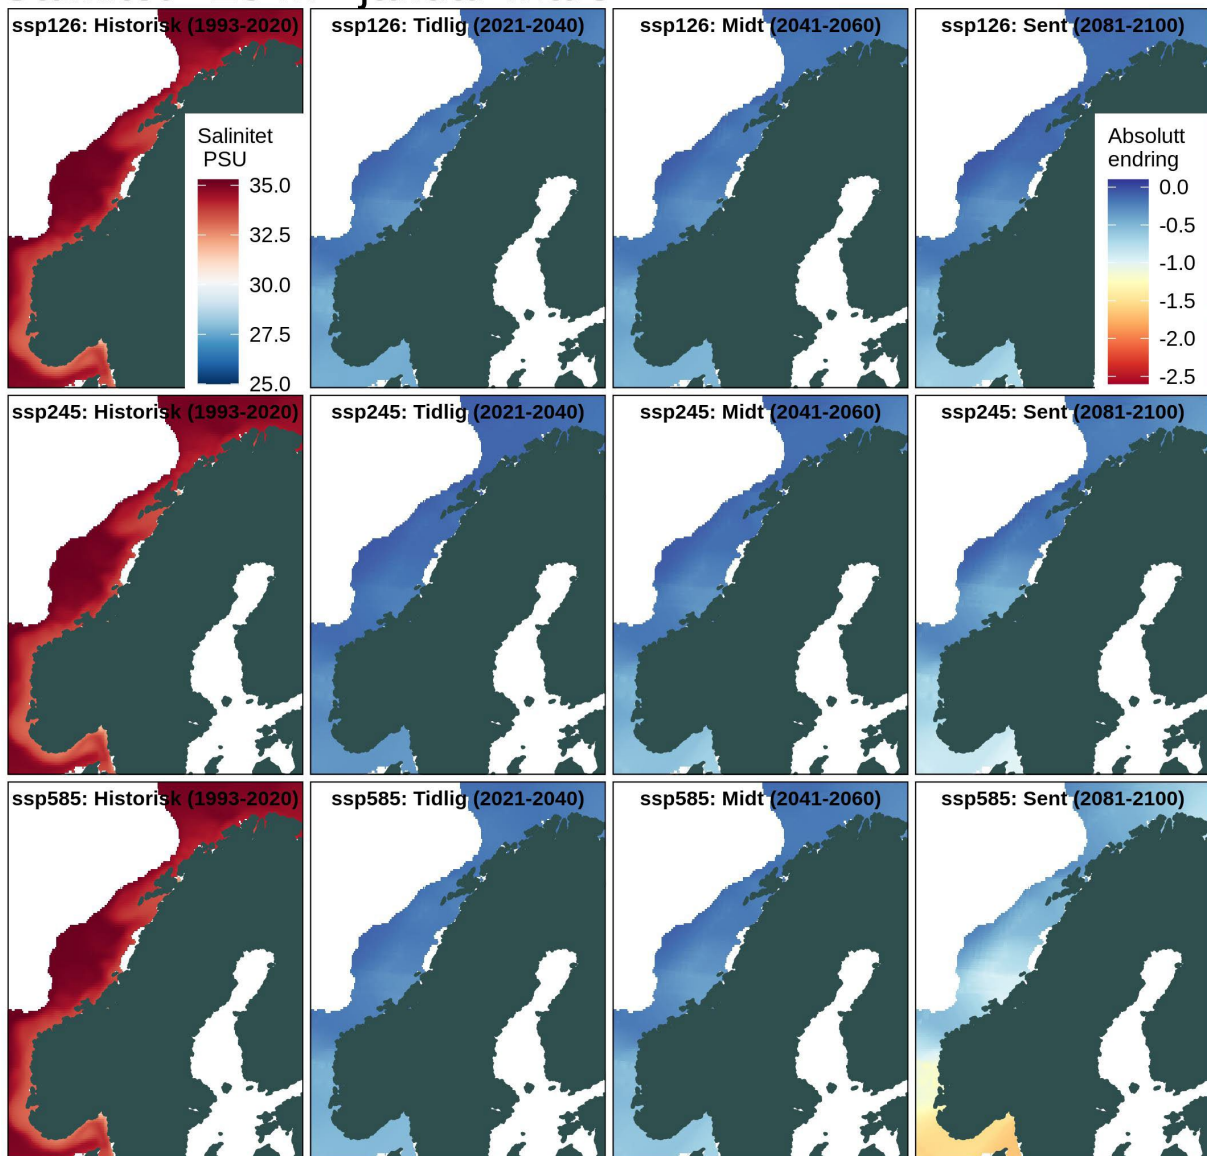 ssp126: Historisk (1993-2020)
ssp126: Tidlig (2021-2040)
ssp126: Midt (2041-2060)
ssp126: Sent (2081-2100)
Salinitet
PSU
35.0
32.5
30.0
27.5
25.0
Absolutt
endring
0.0
-0.5
-1.0
-1.5
-2.0
-2.5
ssp245: Historisk (1993-2020)
ssp245: Tidlig (2021-2040)
ssp245: Midt (2041-2060)
ssp245: Sent (2081-2100)
ssp585: Historisk (1993-2020)
ssp585: Tidlig (2021-2040)
ssp585: Midt (2041-2060)
ssp585: Sent (2081-2100)